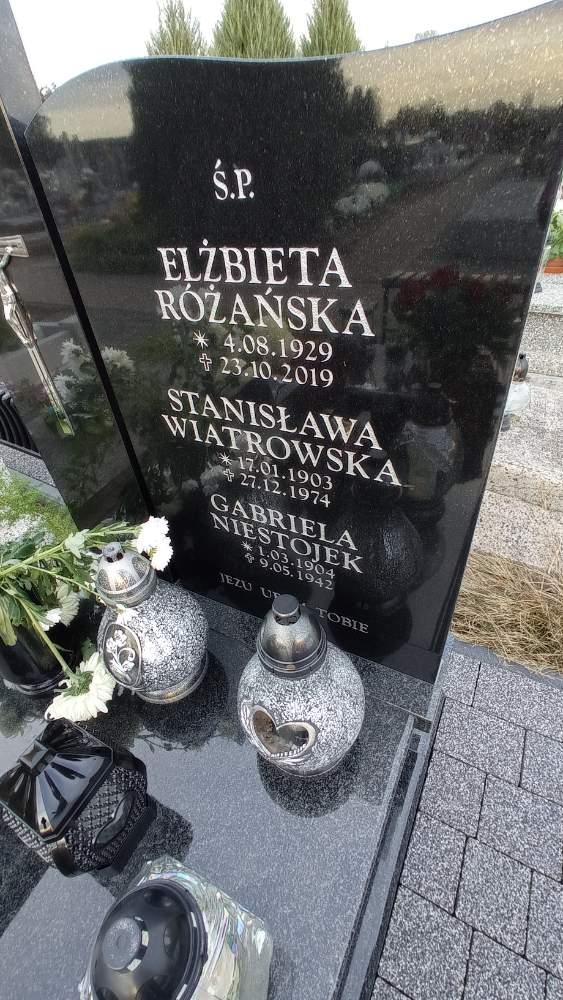 Ś.P.
ELŻBIETA
RÓŻAŃSKA
* 4.08.1929
✝ 23.10.2019
STANISŁAWA
WIATROWSKA
* 17.01.1903
✝ 27.12.1974
GABRIELA
NIESTOJEK
* 1.03.1904
✝ 9.05.1942
JEZU TOBIE